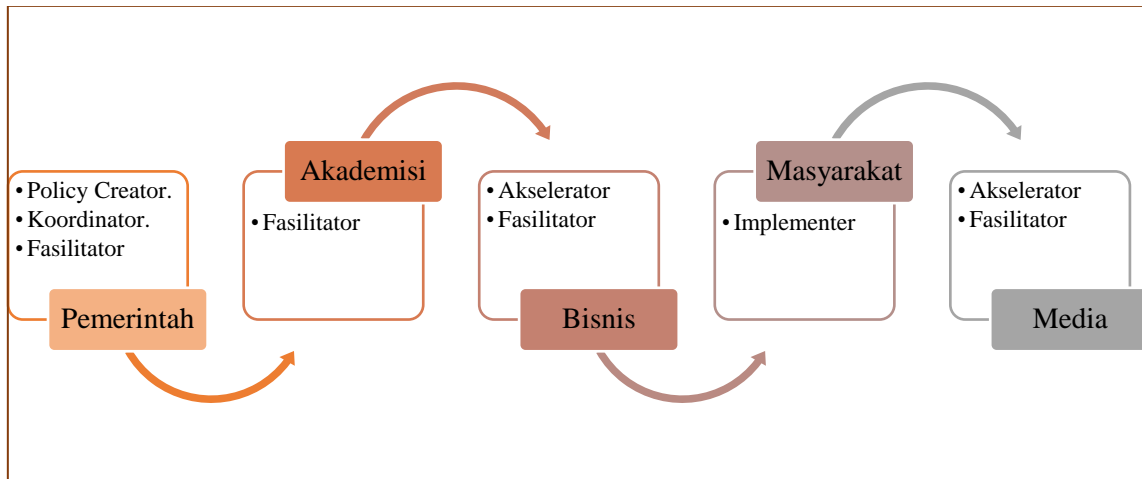 • Policy Creator.
• Koordinator.
• Fasilitator
Pemerintah
Akademisi
• Fasilitator
• Akselerator
• Fasilitator
Bisnis
Masyarakat
• Implementer
• Akselerator
• Fasilitator
Media